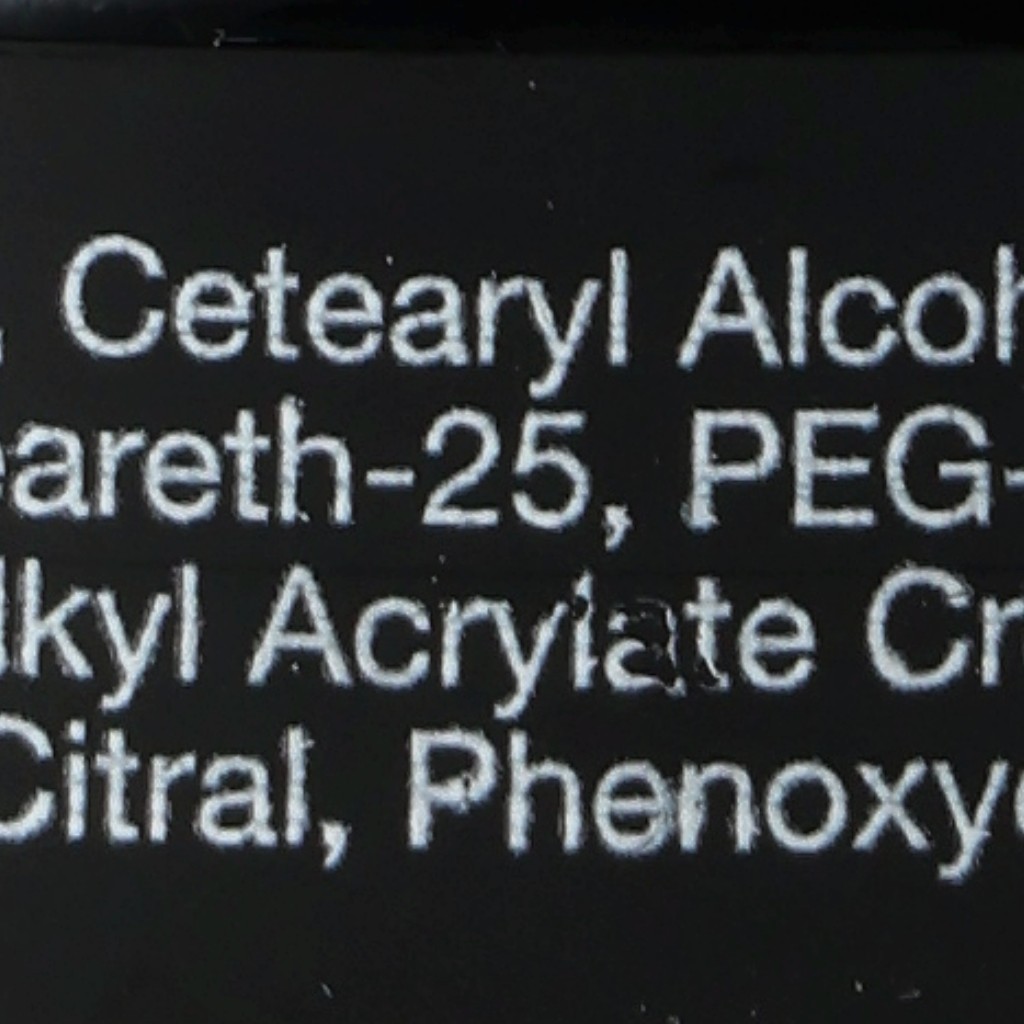 , Cetearyl Alcoh
eareth-25, PEG-
lkyl Acrylate Cr
Citral, Phenoxye